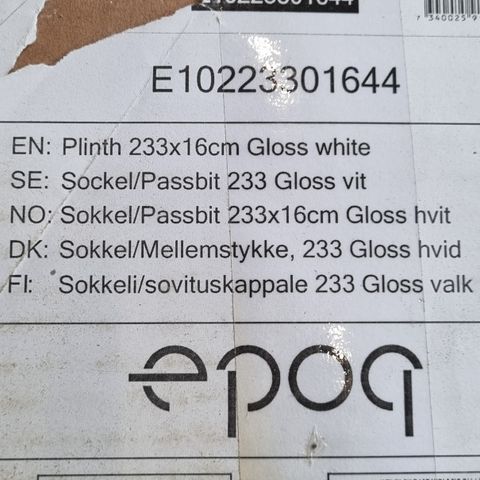 E10223301644
EN: Plinth 233x16cm Gloss white
SE: Sockel/Passbit 233 Gloss vit
NO: Sokkel/Passbit 233x16cm Gloss hvit
DK: Sokkel/Mellemstykke, 233 Gloss hvid
FI: Sokkeli/sovituskappale 233 Gloss valk
epoq